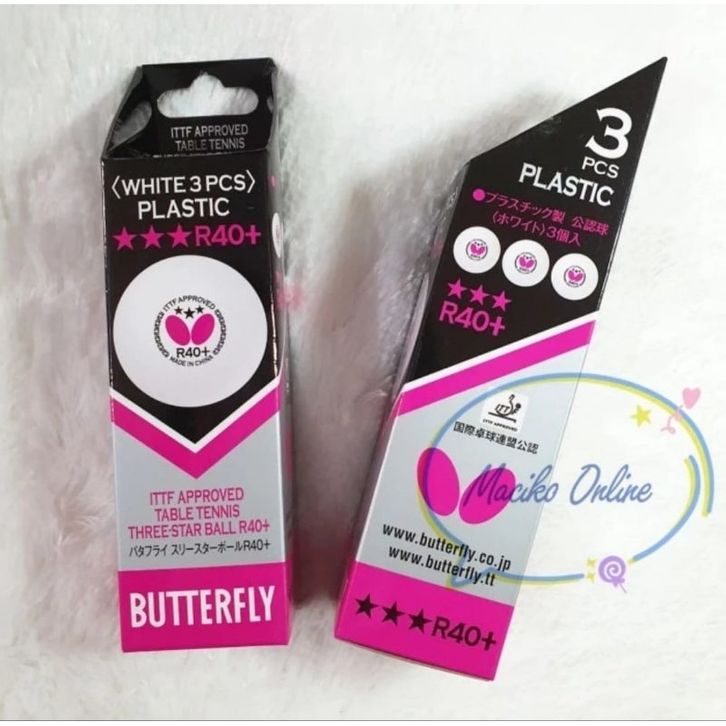 ITTF APPROVED
TABLE TENNIS
〈WHITE 3 PCS〉
PLASTIC
★★★R40+
ITTF APPROVED
★★★
R40+
MADE IN CHINA
ITTF APPROVED
TABLE TENNIS
THREE-STAR BALL R40+
バタフライ スリースターボールR40+
BUTTERFLY
3
PCS
PLASTIC
●プラスチック製 公認球
〈ホワイト〉3個入
★★★
R40+
ITTF APPROVED
国際卓球連盟公認
Maciko Online
www.butterfly.co.jp
www.butterfly.tt
★★★R40+